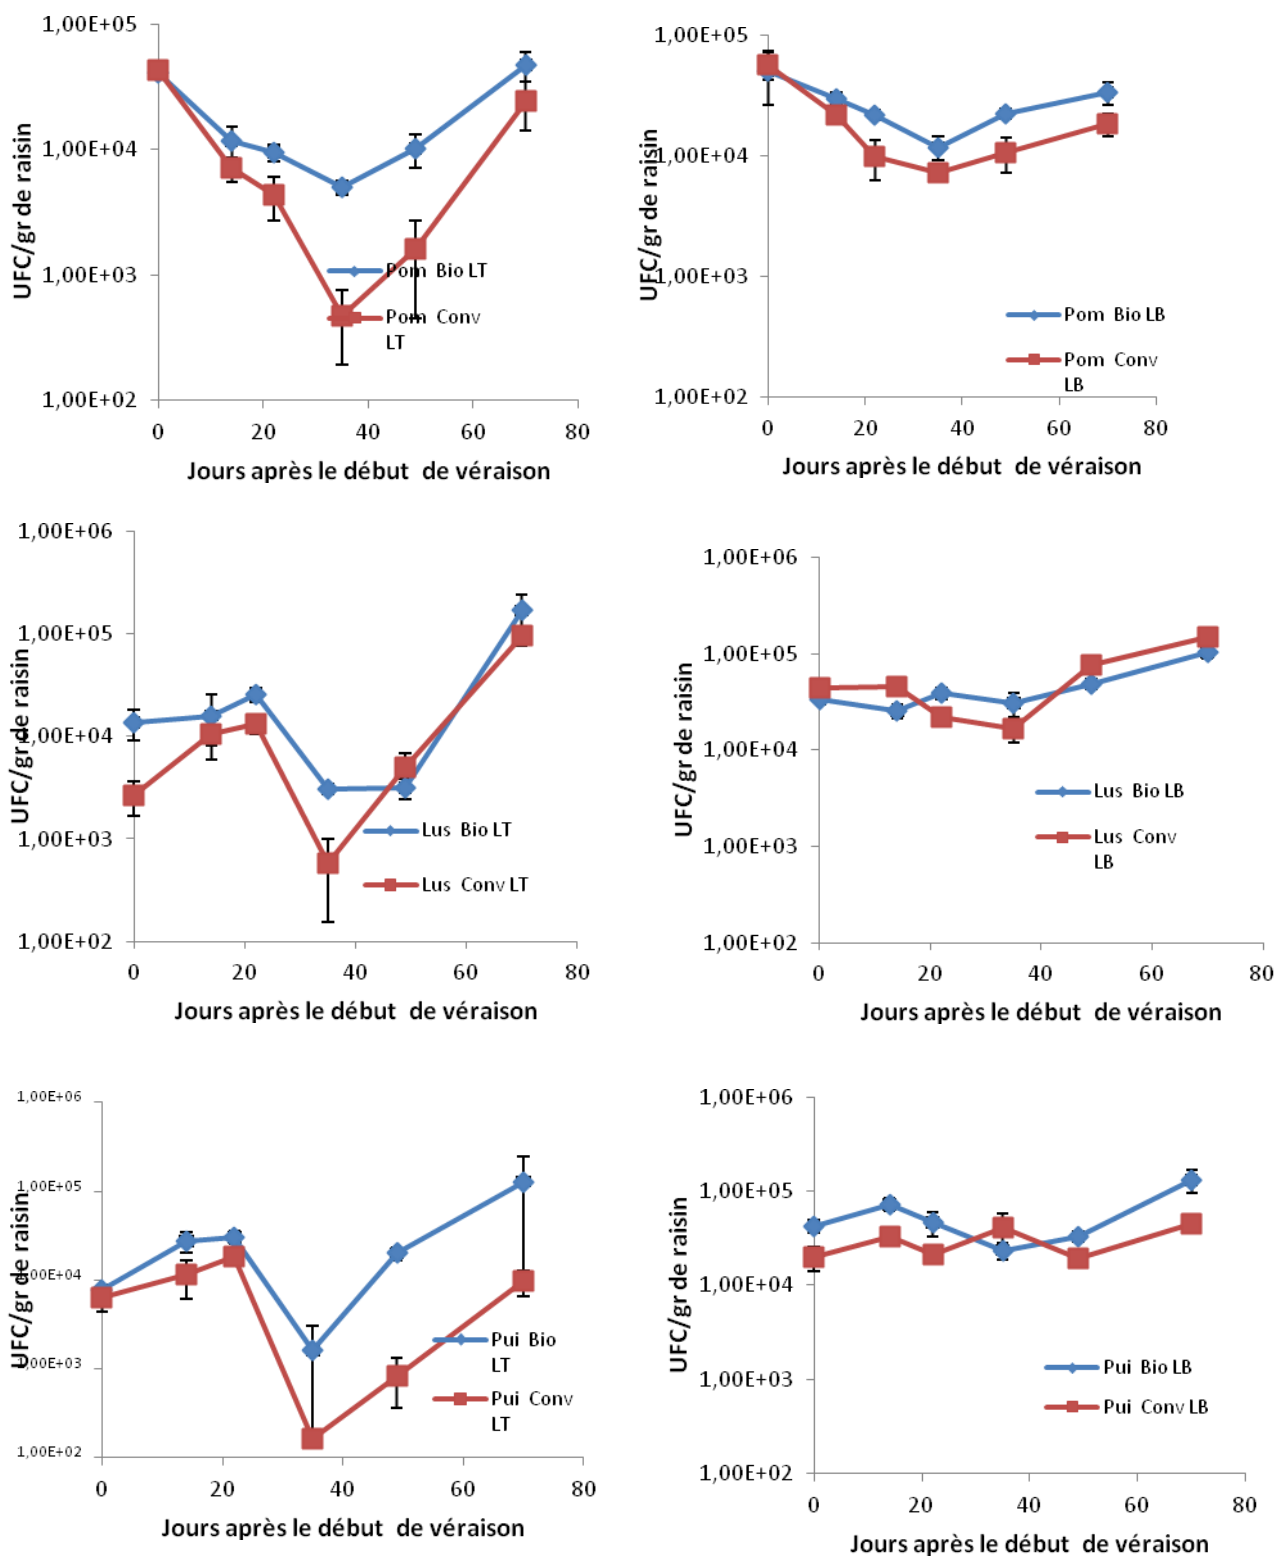 1,00E+05
1,00E+04
1,00E+03
1,00E+02
UFC/gr de raisin
Pom Bio LT
Pom Conv
LT
0 20 40 60 80
Jours après le début de véraison
1,00E+05
1,00E+04
1,00E+03
1,00E+02
UFC/gr de raisin
Pom Bio LB
Pom Conv
LB
0 20 40 60 80
Jours après le début de véraison
1,00E+06
1,00E+05
1,00E+04
1,00E+03
1,00E+02
UFC/gr de raisin
Lus Bio LT
Lus Conv LT
0 20 40 60 80
Jours après le début de véraison
1,00E+06
1,00E+05
1,00E+04
1,00E+03
1,00E+02
UFC/gr de raisin
Lus Bio LB
Lus Conv
LB
0 20 40 60 80
Jours après le début de véraison
1,00E+06
1,00E+05
1,00E+04
1,00E+03
1,00E+02
UFC/gr de raisin
Pui Bio
LT
Pui Conv
LT
0 20 40 60 80
Jours après le début de véraison
1,00E+06
1,00E+05
1,00E+04
1,00E+03
1,00E+02
UFC/gr de raisin
Pui Bio LB
Pui Conv LB
0 20 40 60 80
Jours après le début de véraison